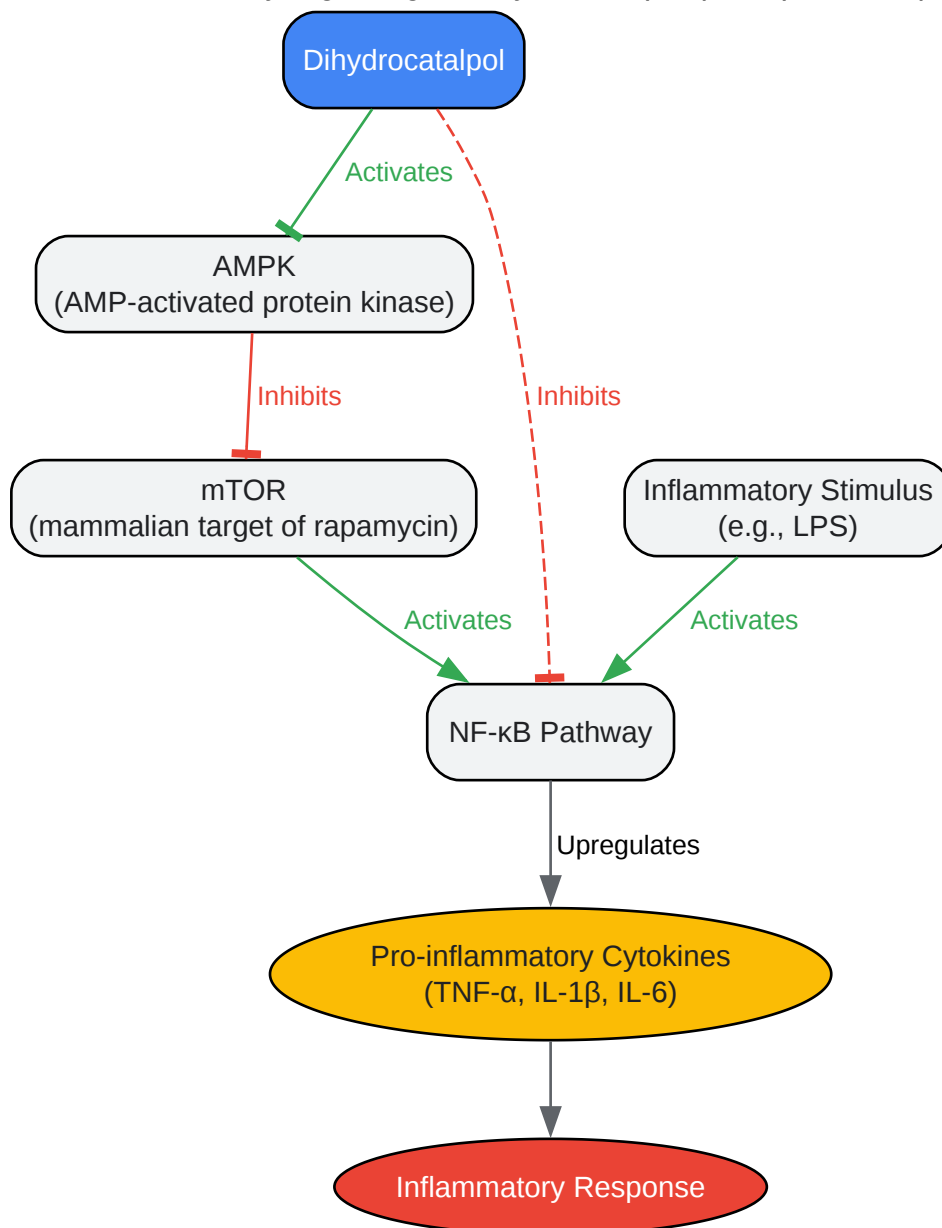 Dihydrocatalpol
Activates
AMPK
(AMP-activated protein kinase)
Inhibits
Inhibits
mTOR
(mammalian target of rapamycin)
Inflammatory Stimulus
(e.g., LPS)
Activates
Activates
NF-κB Pathway
Upregulates
Pro-inflammatory Cytokines
(TNF-α, IL-1β, IL-6)
Inflammatory Response